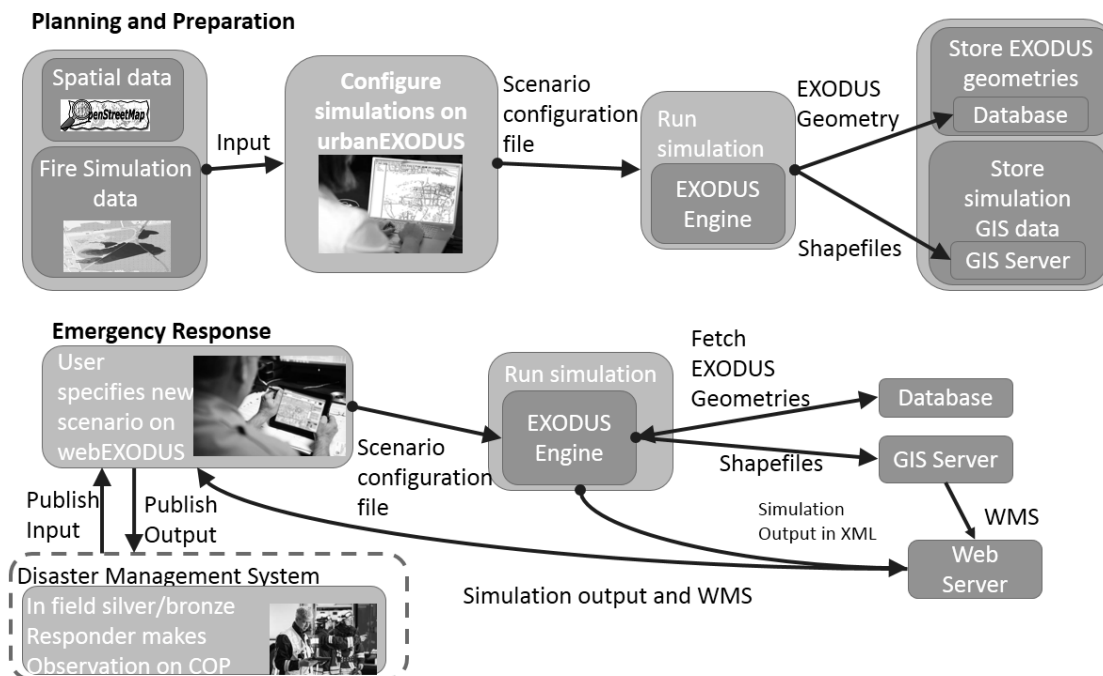 Planning and Preparation
Spatial data
OpenStreetMap
Fire Simulation
data
Input
Configure
simulations on
urbanEXODUS
Scenario
configuration
file
Run
simulation
EXODUS
Engine
EXODUS
Geometry
Shapefiles
Store EXODUS
geometries
Database
Store
simulation
GIS data
GIS Server
Emergency Response
User
specifies new
scenario on
webEXODUS
Scenario
configuration
file
Run simulation
EXODUS
Engine
Fetch
EXODUS
Geometries
Database
Shapefiles
GIS Server
WMS
Simulation
Output in XML
Web
Server
Simulation output and WMS
Publish
Input
Publish
Output
Disaster Management System
In field silver/bronze
Responder makes
Observation on COP